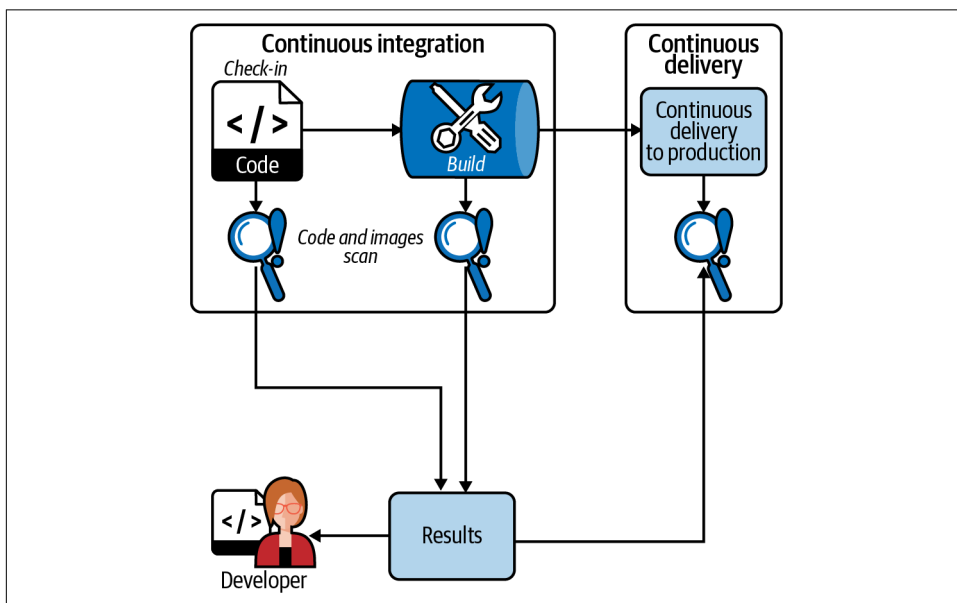 Continuous integration
Check-in
</>
Code
Build
Code and images
scan
Continuous
delivery
Continuous
delivery
to production
</>
Developer
Results